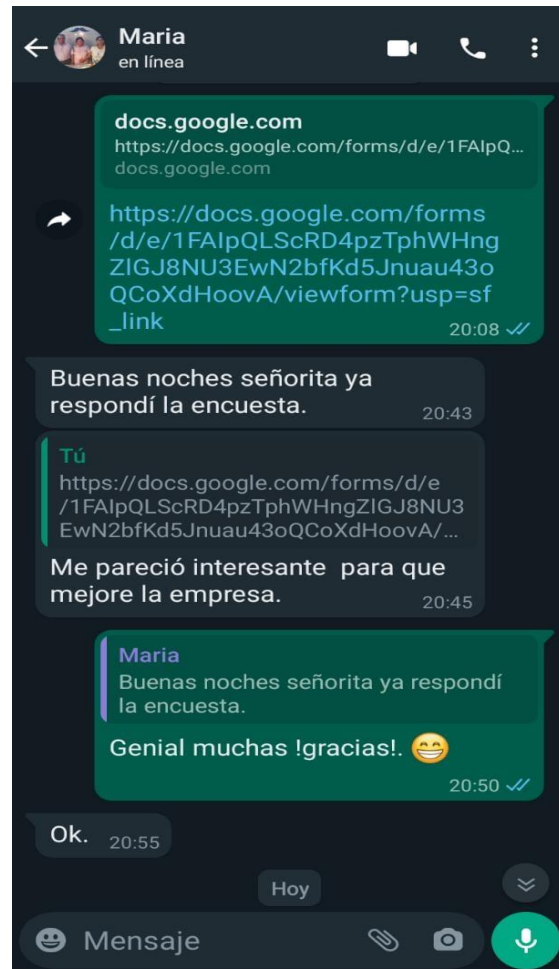 Maria
en línea
docs.google.com
https://docs.google.com/forms/d/e/1FAIpQ...
docs.google.com
https://docs.google.com/forms
/d/e/1FAIpQLScRD4pzTphWHng
ZlGJ8NU3EwN2bfKd5Jnuau43o
QCoXdHoovA/viewform?usp=sf
_link
20:08
Buenas noches señorita ya
respondí la encuesta.
20:43
Tú
https://docs.google.com/forms/d/e
/1FAIpQLScRD4pzTphWHngZlGJ8NU3
EwN2bfKd5Jnuau43oQCoXdHoovA/...
Me pareció interesante para que
mejore la empresa.
20:45
Maria
Buenas noches señorita ya respondí
la encuesta.
Genial muchas !gracias!. 😁
20:50
Ok.
20:55
Hoy
Mensaje